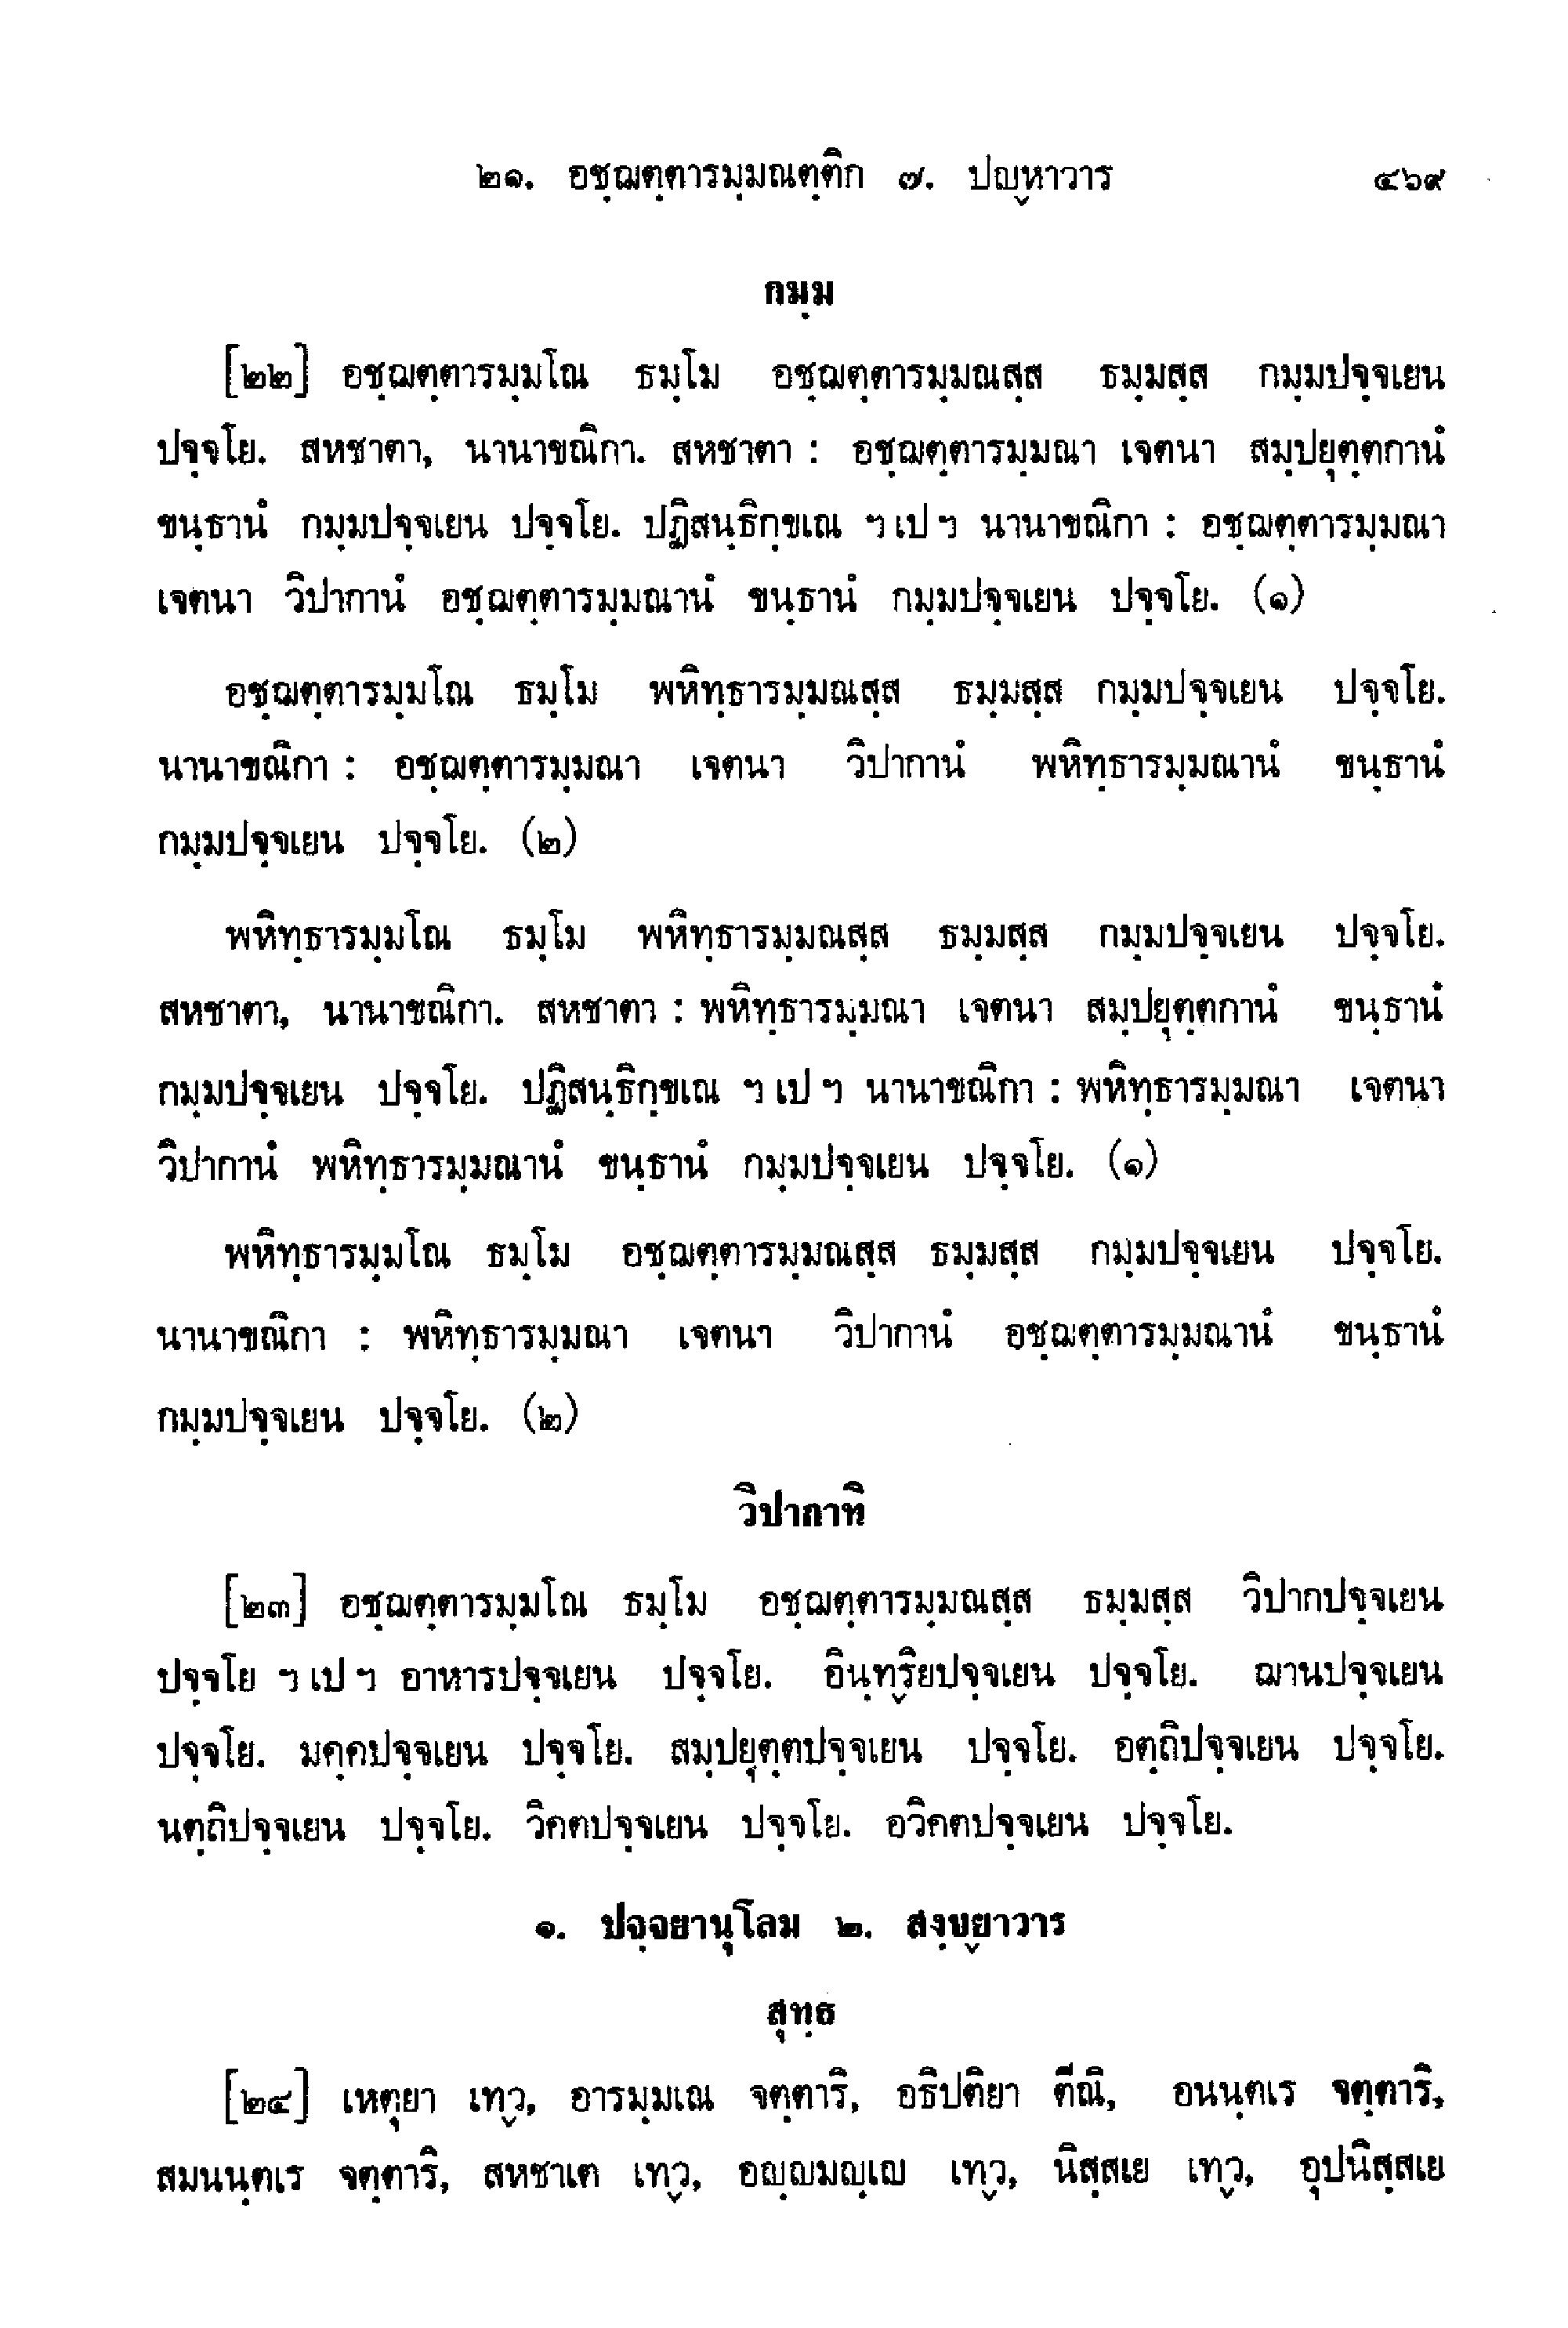 ๒๑. อชฺฌตฺตารมฺมณตฺติก ๗. ปญฺหาวาร ๔๖๙
กมฺม
[๒๒] อชฺฌตฺตารมฺมโณ ธมฺโม อชฺฌตฺตารมฺมณสฺส ธมฺมสฺส กมฺมปจฺจเยน
ปจฺจโย. สหชาตา, นานาขณิกา. สหชาตา : อชฺฌตฺตารมฺมณา เจตนา สมฺปยุตฺตกานํ
ขนฺธานํ กมฺมปจฺจเยน ปจฺจโย. ปฏิสนฺธิกฺขเณ ฯ เป ฯ นานาขณิกา : อชฺฌตฺตารมฺมณา
เจตนา วิปากานํ อชฺฌตฺตารมฺมณานํ ขนฺธานํ กมฺมปจฺจเยน ปจฺจโย. (๑)
อชฺฌตฺตารมฺมโณ ธมฺโม พหิทฺธารมฺมณสฺส ธมฺมสฺส กมฺมปจฺจเยน ปจฺจโย.
นานาขณิกา : อชฺฌตฺตารมฺมณา เจตนา วิปากานํ พหิทฺธารมฺมณานํ ขนฺธานํ
กมฺมปจฺจเยน ปจฺจโย. (๒)
พหิทฺธารมฺมโณ ธมฺโม พหิทฺธารมฺมณสฺส ธมฺมสฺส กมฺมปจฺจเยน ปจฺจโย.
สหชาตา, นานาขณิกา. สหชาตา : พหิทฺธารมฺมณา เจตนา สมฺปยุตฺตกานํ ขนฺธานํ
กมฺมปจฺจเยน ปจฺจโย. ปฏิสนฺธิกฺขเณ ฯ เป ฯ นานาขณิกา : พหิทฺธารมฺมณา เจตนา
วิปากานํ พหิทฺธารมฺมณานํ ขนฺธานํ กมฺมปจฺจเยน ปจฺจโย. (๑)
พหิทฺธารมฺมโณ ธมฺโม อชฺฌตฺตารมฺมณสฺส ธมฺมสฺส กมฺมปจฺจเยน ปจฺจโย.
นานาขณิกา : พหิทฺธารมฺมณา เจตนา วิปากานํ อชฺฌตฺตารมฺมณานํ ขนฺธานํ
กมฺมปจฺจเยน ปจฺจโย. (๒)
วิปากาทิ
[๒๓] อชฺฌตฺตารมฺมโณ ธมฺโม อชฺฌตฺตารมฺมณสฺส ธมฺมสฺส วิปากปจฺจเยน
ปจฺจโย ฯ เป ฯ อาหารปจฺจเยน ปจฺจโย. อินฺทฺริยปจฺจเยน ปจฺจโย. ฌานปจฺจเยน
ปจฺจโย. มคฺคปจฺจเยน ปจฺจโย. สมฺปยุตฺตปจฺจเยน ปจฺจโย. อตฺถิปจฺจเยน ปจฺจโย.
นตฺถิปจฺจเยน ปจฺจโย. วิคตปจฺจเยน ปจฺจโย. อวิคตปจฺจเยน ปจฺจโย.
๑. ปจฺจยานุโลม ๒. สงฺขฺยาวาร
สุทฺธ
[๒๔] เหตุยา เทฺว, อารมฺมเณ จตฺตาริ, อธิปติยา ตีณิ, อนนฺตเร จตฺตาริ,
สมนนฺตเร จตฺตาริ, สหชาเต เทฺว, อญฺญมญฺเญ เทฺว, นิสฺสเย เทฺว, อุปนิสฺสเย